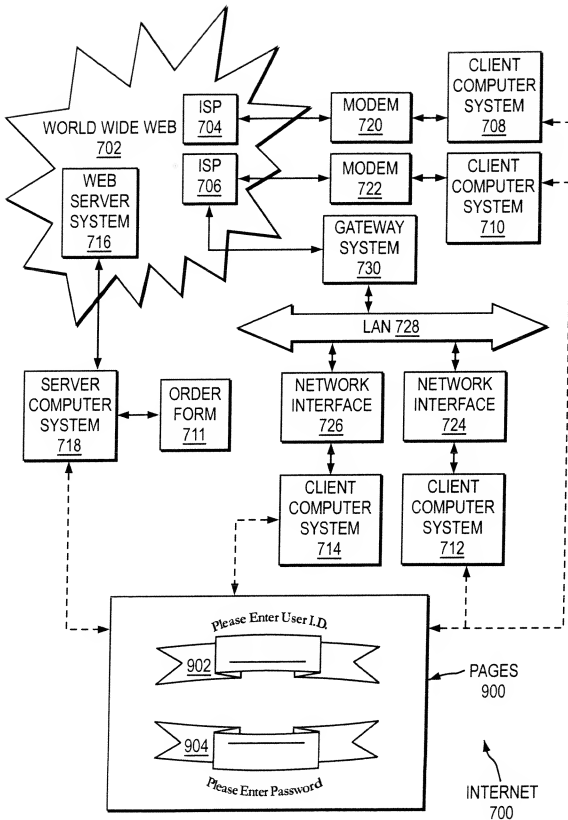 WORLD WIDE WEB
702
ISP
704
MODEM
720
CLIENT
COMPUTER
SYSTEM
708
ISP
706
MODEM
722
CLIENT
COMPUTER
SYSTEM
710
WEB
SERVER
SYSTEM
716
GATEWAY
SYSTEM
730
LAN 728
SERVER
COMPUTER
SYSTEM
718
ORDER
FORM
711
NETWORK
INTERFACE
726
NETWORK
INTERFACE
724
CLIENT
COMPUTER
SYSTEM
714
CLIENT
COMPUTER
SYSTEM
712
Please Enter User I.D.
902
904
Please Enter Password
PAGES
900
INTERNET
700